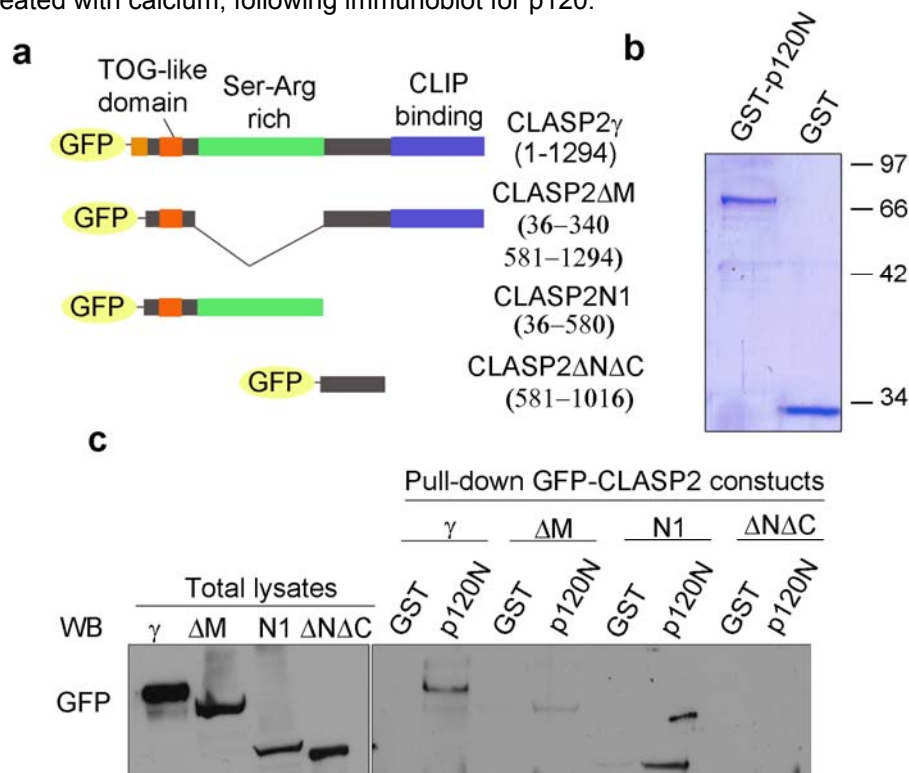 eated with calcium, following immunoblot for p120.
a
TOG-like
domain
Ser-Arg
rich
CLIP
binding
GFP
CLASP2γ
(1-1294)
GFP
CLASP2ΔM
(36–340
581–1294)
GFP
CLASP2N1
(36–580)
GFP
CLASP2ΔNΔC
(581–1016)
b
GST-p120N
GST
97
66
42
34
c
Pull-down GFP-CLASP2 constucts
γ ΔM N1 ΔNΔC
GST p120N GST p120N GST p120N GST p120N
Total lysates
WB γ ΔM N1 ΔNΔC
GFP